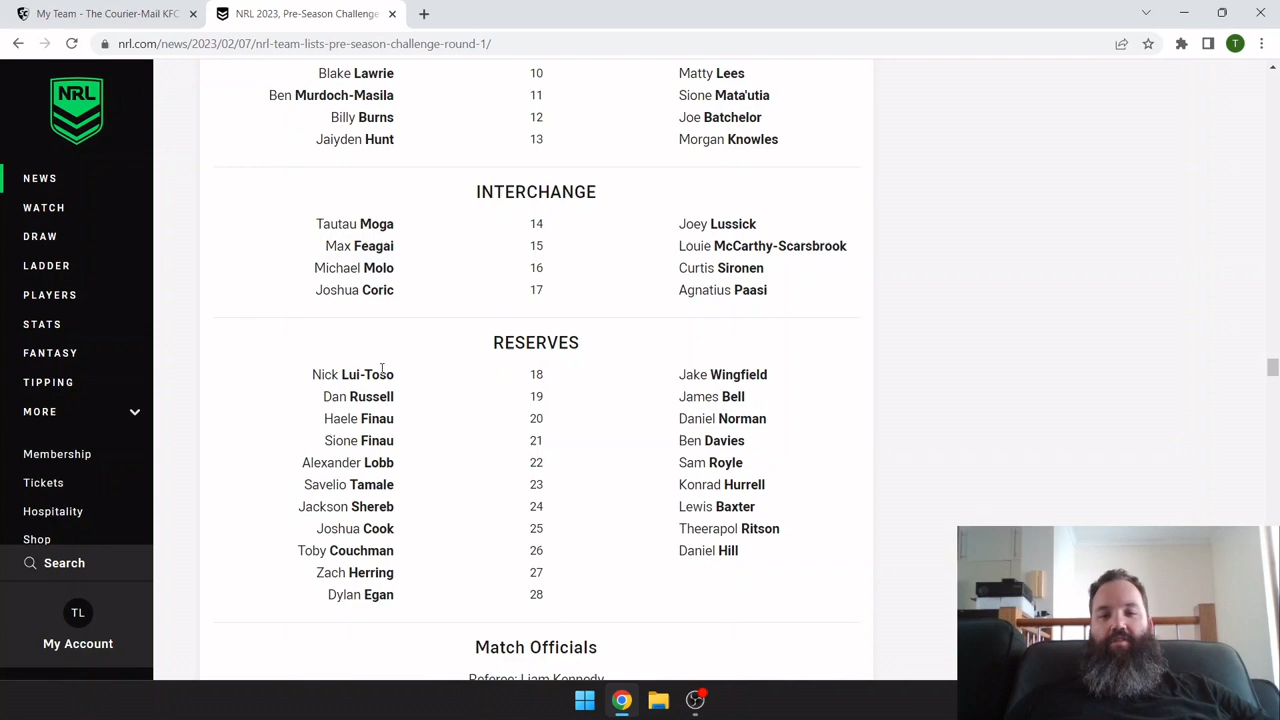 My Team - The Courier-Mail KFC
NRL 2023, Pre-Season Challenge
nrl.com/news/2023/02/07/nrl-team-lists-pre-season-challenge-round-1/
T
NRL
NEWS
WATCH
DRAW
LADDER
PLAYERS
STATS
FANTASY
TIPPING
MORE
Membership
Tickets
Hospitality
Shop
Search
TL
My Account
Blake Lawrie 10 Matty Lees
Ben Murdoch-Masila 11 Sione Mata'utia
Billy Burns 12 Joe Batchelor
Jaiyden Hunt 13 Morgan Knowles
INTERCHANGE
Tautau Moga 14 Joey Lussick
Max Feagai 15 Louie McCarthy-Scarsbrook
Michael Molo 16 Curtis Sironen
Joshua Coric 17 Agnatius Paasi
RESERVES
Nick Lui-Toso 18 Jake Wingfield
Dan Russell 19 James Bell
Haele Finau 20 Daniel Norman
Sione Finau 21 Ben Davies
Alexander Lobb 22 Sam Royle
Savelio Tamale 23 Konrad Hurrell
Jackson Shereb 24 Lewis Baxter
Joshua Cook 25 Theerapol Ritson
Toby Couchman 26 Daniel Hill
Zach Herring 27
Dylan Egan 28
Match Officials
Referee: Liam Kennedy